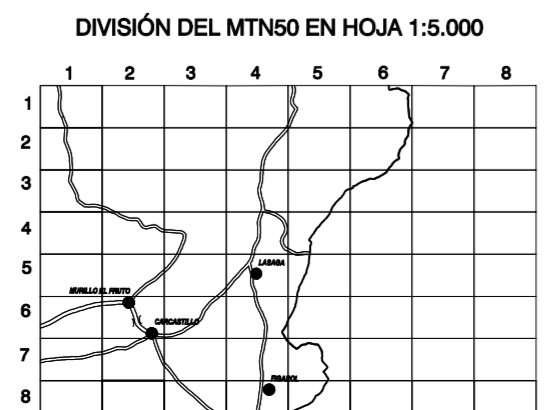 DIVISIÓN DEL MTN50 EN HOJA 1:5.000
1 2 3 4 5 6 7 8
1
2
3
4
5
LASAGA
MURILLO EL FRUTO
6
CARCASTILLO
7
FIGAROL
8